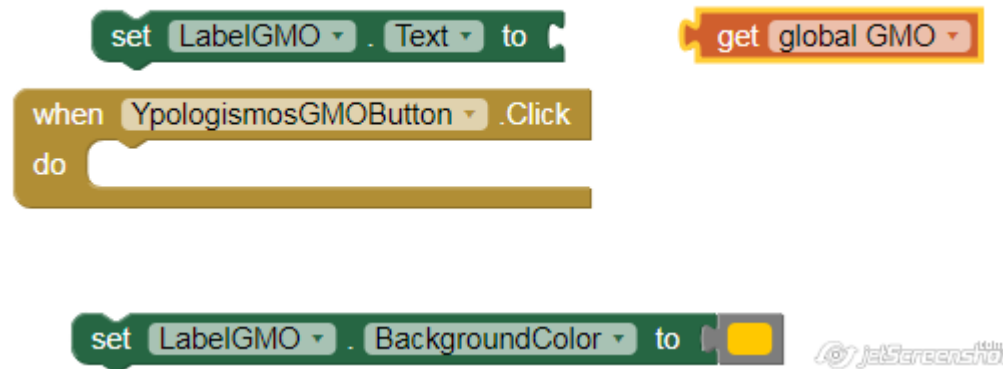 set LabelGMO . Text to get global GMO
when YpologismosGMOButton .Click
do
set LabelGMO . BackgroundColor to